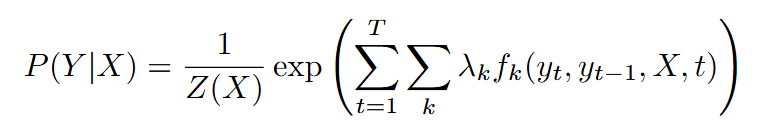 P(Y|X) = \frac{1}{Z(X)} \exp\left( \sum_{t=1}^{T} \sum_{k} \lambda_k f_k(y_t, y_{t-1}, X, t) \right)